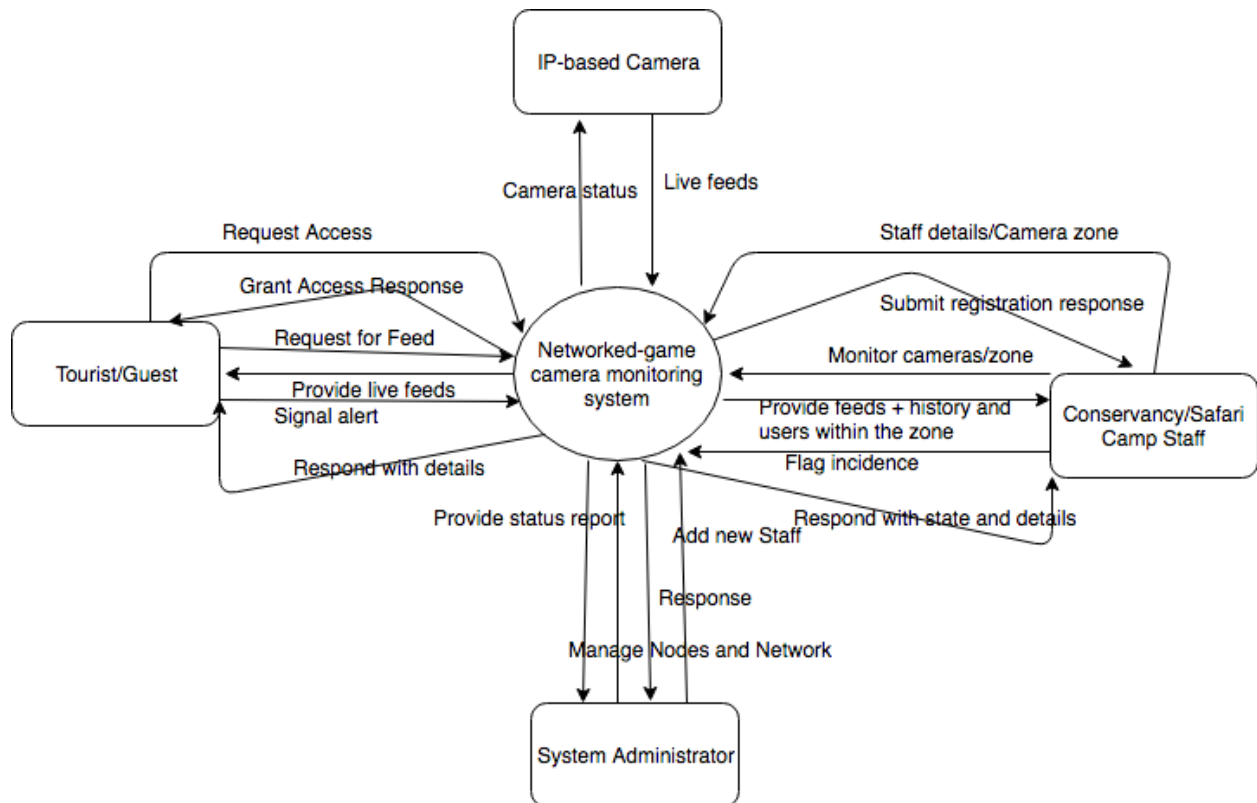 IP-based Camera
Camera status
Live feeds
Request Access
Staff details/Camera zone
Grant Access Response
Submit registration response
Request for Feed
Tourist/Guest
Networked-game
camera monitoring
system
Monitor cameras/zone
Provide live feeds
Signal alert
Provide feeds + history and
users within the zone
Conservancy/Safari
Camp Staff
Flag incidence
Respond with details
Provide status report
Add new Staff
Respond with state and details
Response
Manage Nodes and Network
System Administrator